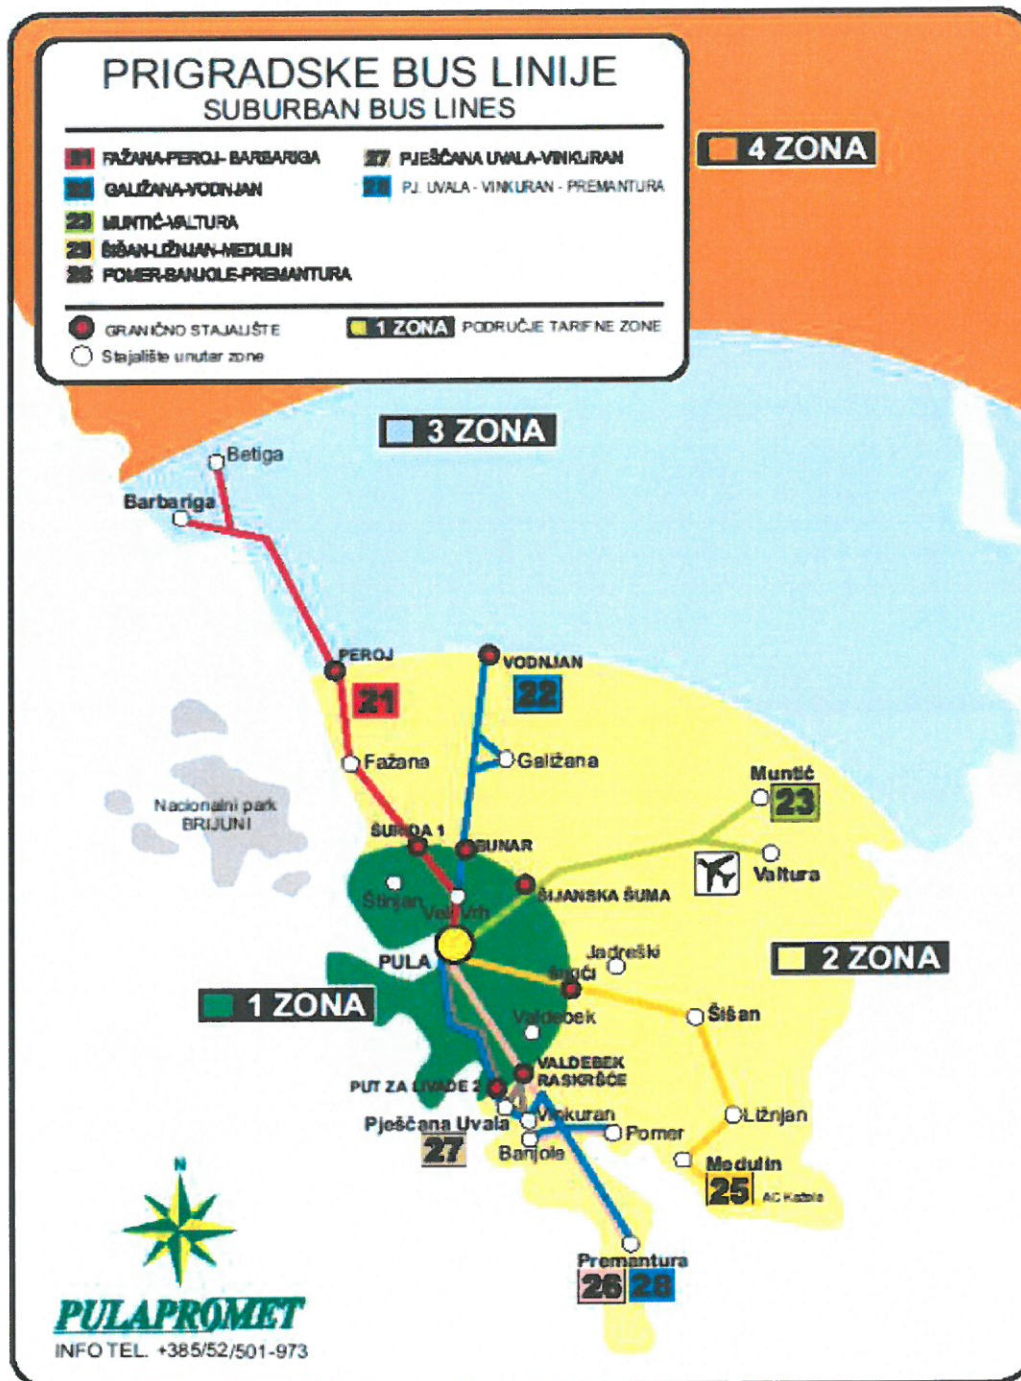 PRIGRADSKE BUS LINIJE
SUBURBAN BUS LINES
21 FAŽANA-PEROJ- BARBARIGA
22 GALIŽANA-VODNJAN
23 MUNTIĆ-VALTURA
25 ŠIŠAN-LIŽNJAN-MEDULIN
26 POMER-BANJOLE-PREMANTURA
27 PJEŠČANA UVALA-VINKURAN
28 PJ. UVALA - VINKURAN - PREMANTURA
GRANIČNO STAJALIŠTE
Stajalište unutar zone
1 ZONA PODRUČJE TARIFNE ZONE
4 ZONA
3 ZONA
Betiga
Barbariga
PEROJ
21
VODNJAN
22
Fažana
Galižana
Muntić
23
Nacionalni park
BRIJUNI
ŠURIDA 1
BUNAR
Valtura
Štinjan
Veli Vrh
ŠIJANSKA ŠUMA
PULA
Jadreški
2 ZONA
1 ZONA
Šišan
Valdebek
VALDEBEK
RASKRŠĆE
PUT ZA LIVADE 2
Pješčana Uvala
27
Vinkuran
Banjole
Pomer
Ližnjan
Medulin
25
Premantura
26 28
N
PULAPROMET
INFO TEL. +385/52/501-973